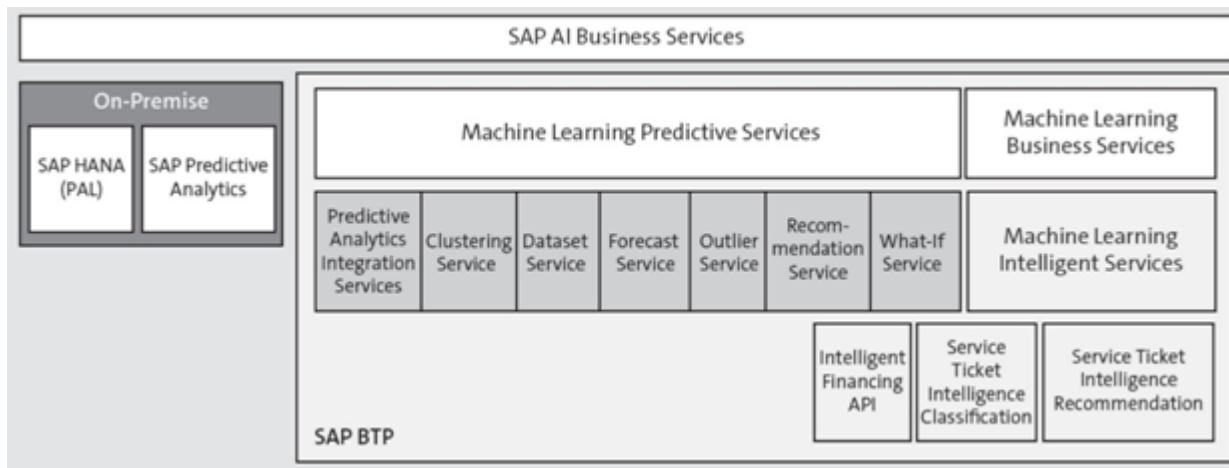 SAP AI Business Services
On-Premise
SAP HANA
(PAL)
SAP Predictive
Analytics
Machine Learning Predictive Services
Machine Learning
Business Services
Predictive
Analytics
Integration
Services
Clustering
Service
Dataset
Service
Forecast
Service
Outlier
Service
Recom-
mendation
Service
What-If
Service
Machine Learning
Intelligent Services
Intelligent
Financing
API
Service
Ticket
Intelligence
Classification
Service Ticket
Intelligence
Recommendation
SAP BTP